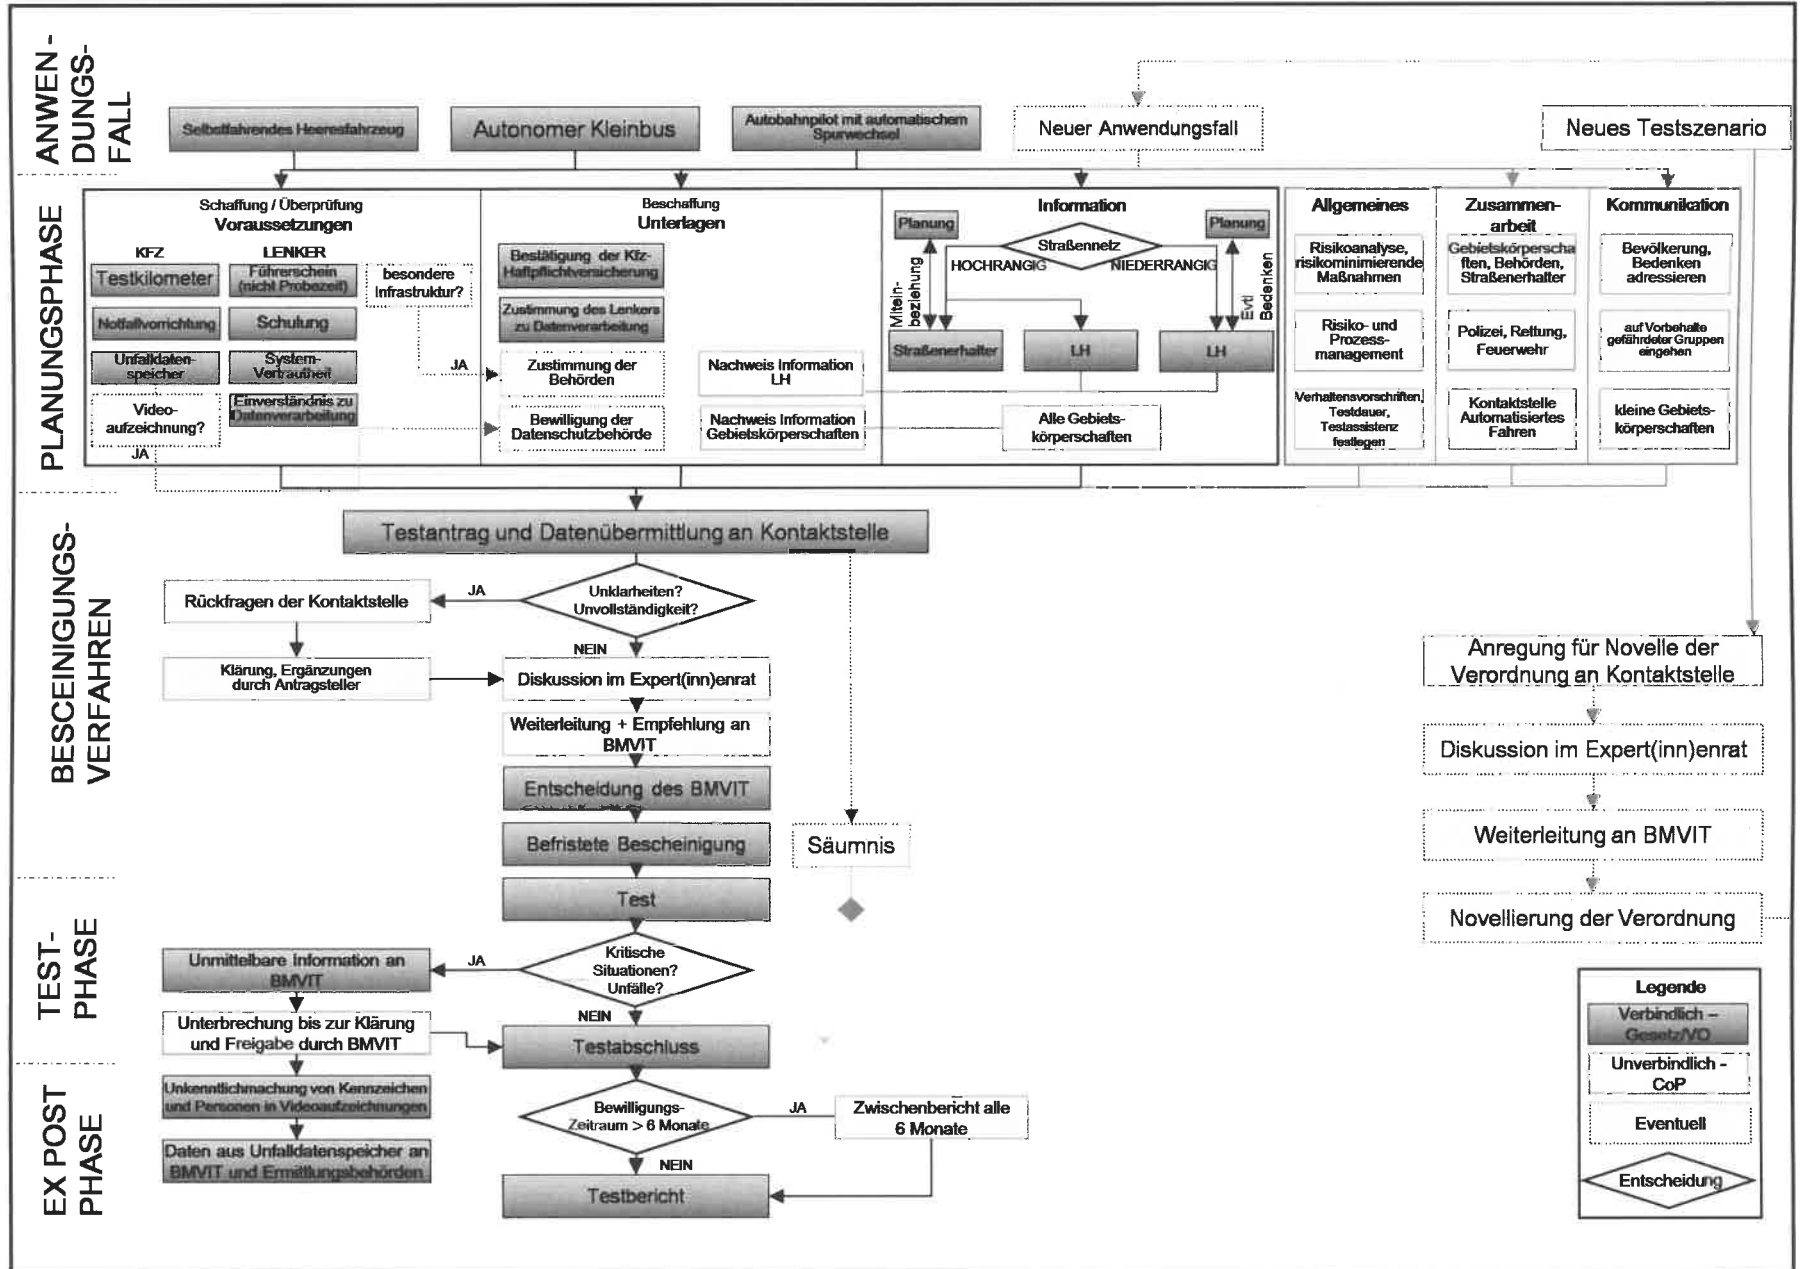 ANWEN-
DUNGS-
FALL
Selbstfahrendes Heeresfahrzeug
Autonomer Kleinbus
Autobahnpilot mit automatischem
Spurwechsel
Neuer Anwendungsfall
Neues Testszenario
PLANUNGSPHASE
Schaffung / Überprüfung
Voraussetzungen
KFZ
LENKER
Testkilometer
Führerschein
(nicht Probezeit)
besondere
Infrastruktur?
Notfallvorrichtung
Schulung
Unfalldaten-
speicher
System-
Vertrautheit
JA
Video-
aufzeichnung?
Einverständnis zu
Datenverarbeitung
JA
Beschaffung
Unterlagen
Bestätigung der Kfz-
Haftpflichtversicherung
Zustimmung des Lenkers
zu Datenverarbeitung
Zustimmung der
Behörden
Nachweis Information
LH
Bewilligung der
Datenschutzbehörde
Nachweis Information
Gebietskörperschaften
Information
Planung
Straßennetz
Planung
HOCHRANGIG
NIEDERRANGIG
Mitein-
beziehung
Evtl
Bedenken
Straßenerhalter
LH
LH
Alle Gebiets-
körperschaften
Allgemeines
Risikoanalyse,
risikominimierende
Maßnahmen
Risiko- und
Prozess-
management
Verhaltensvorschriften,
Testdauer,
Testassistenz
festlegen
Zusammen-
arbeit
Gebietskörperscha
ften, Behörden,
Straßenerhalter
Polizei, Rettung,
Feuerwehr
Kontaktstelle
Automatisiertes
Fahren
Kommunikation
Bevölkerung,
Bedenken
adressieren
auf Vorbehalte
gefährdeter Gruppen
eingehen
kleine Gebiets-
körperschaften
BESCEINIGUNGS-
VERFAHREN
Testantrag und Datenübermittlung an Kontaktstelle
Unklarheiten?
Unvollständigkeit?
JA
Rückfragen der Kontaktstelle
NEIN
Klärung, Ergänzungen
durch Antragsteller
Diskussion im Expert(inn)enrat
Weiterleitung + Empfehlung an
BMVIT
Entscheidung des BMVIT
Befristete Bescheinigung
Säumnis
Anregung für Novelle der
Verordnung an Kontaktstelle
Diskussion im Expert(inn)enrat
Weiterleitung an BMVIT
Novellierung der Verordnung
TEST-
PHASE
Test
Kritische
Situationen?
Unfälle?
JA
Unmittelbare Information an
BMVIT
NEIN
Unterbrechung bis zur Klärung
und Freigabe durch BMVIT
Testabschluss
EX POST
PHASE
Unkenntlichmachung von Kennzeichen
und Personen in Videoaufzeichnungen
Bewilligungs-
Zeitraum > 6 Monate
JA
Zwischenbericht alle
6 Monate
Daten aus Unfalldatenspeicher an
BMVIT und Ermittlungsbehörden
NEIN
Testbericht
Legende
Verbindlich –
Gesetz/VO
Unverbindlich -
CoP
Eventuell
Entscheidung